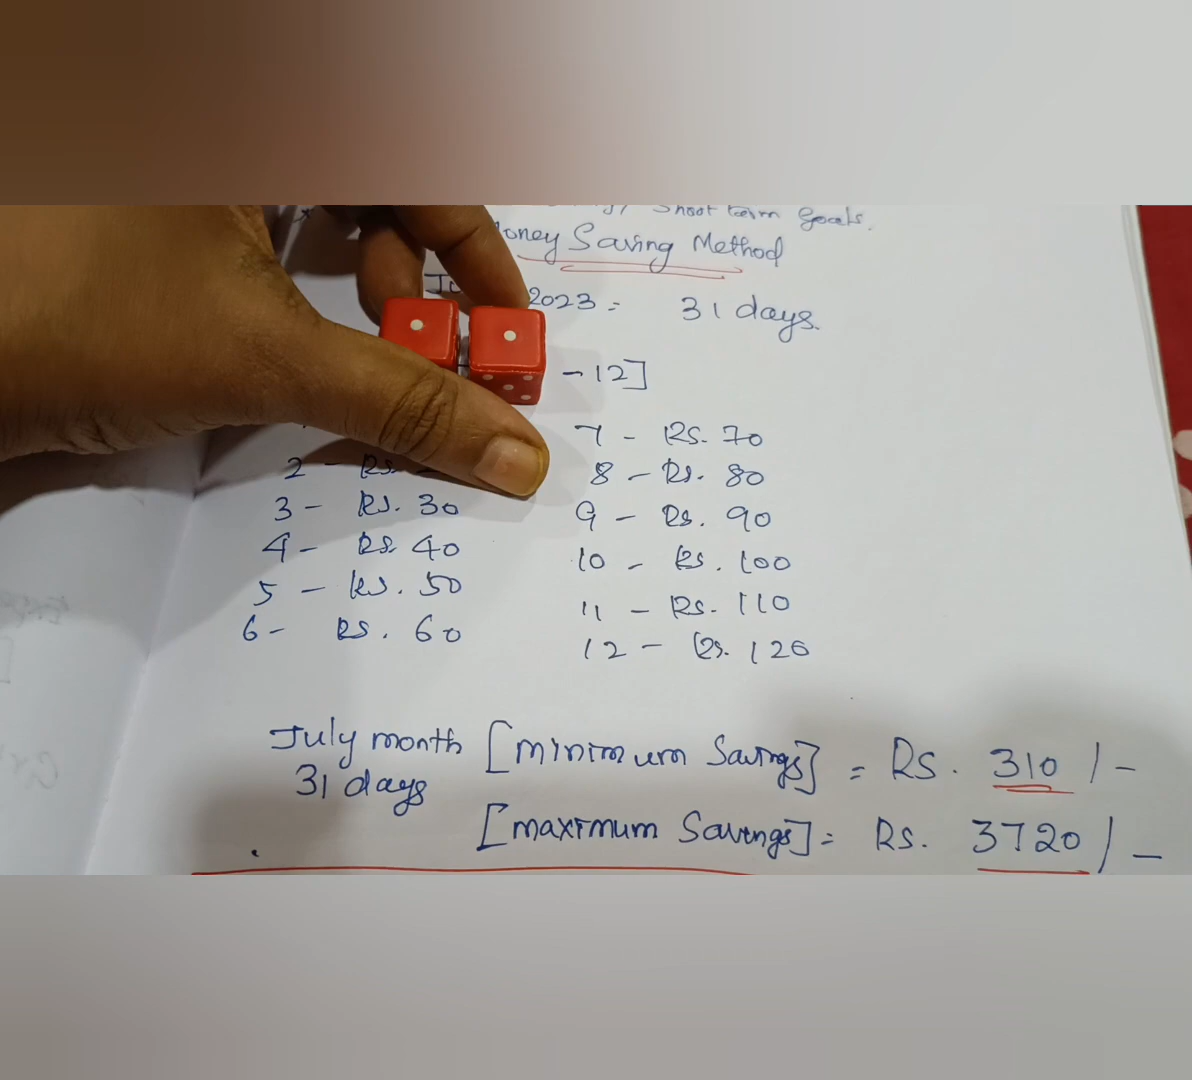 Short term Goals.
Money Saving Method
2023 = 31 days.
-12]
7 - Rs. 70
2 - Rs.
8 - Rs. 80
3 - Rs. 30
9 - Rs. 90
4 - Rs. 40
10 - Rs. 100
5 - Rs. 50
11 - Rs. 110
6 - Rs. 60
12 - Rs. 120
July month [minimum Savings] = Rs. 310/-
31 days
[maximum Savings] = Rs. 3720/-